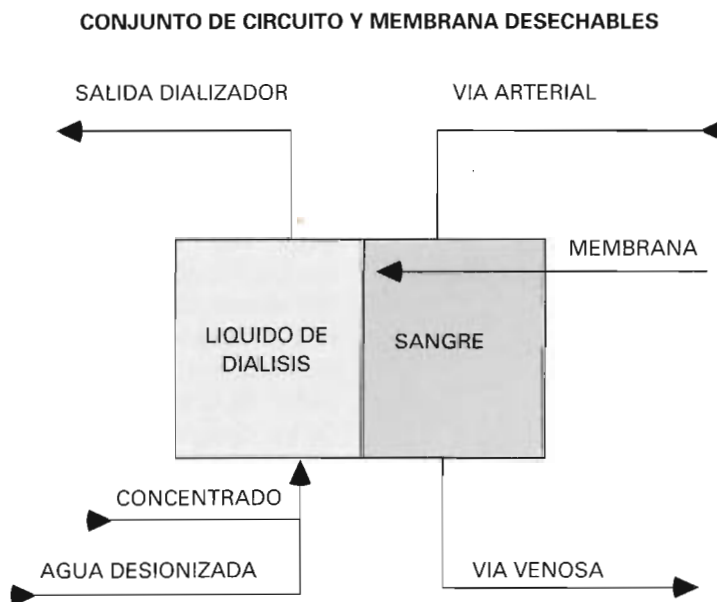 CONJUNTO DE CIRCUITO Y MEMBRANA DESECHABLES
SALIDA DIALIZADOR
VIA ARTERIAL
MEMBRANA
LIQUIDO DE
DIALISIS
SANGRE
CONCENTRADO
AGUA DESIONIZADA
VIA VENOSA